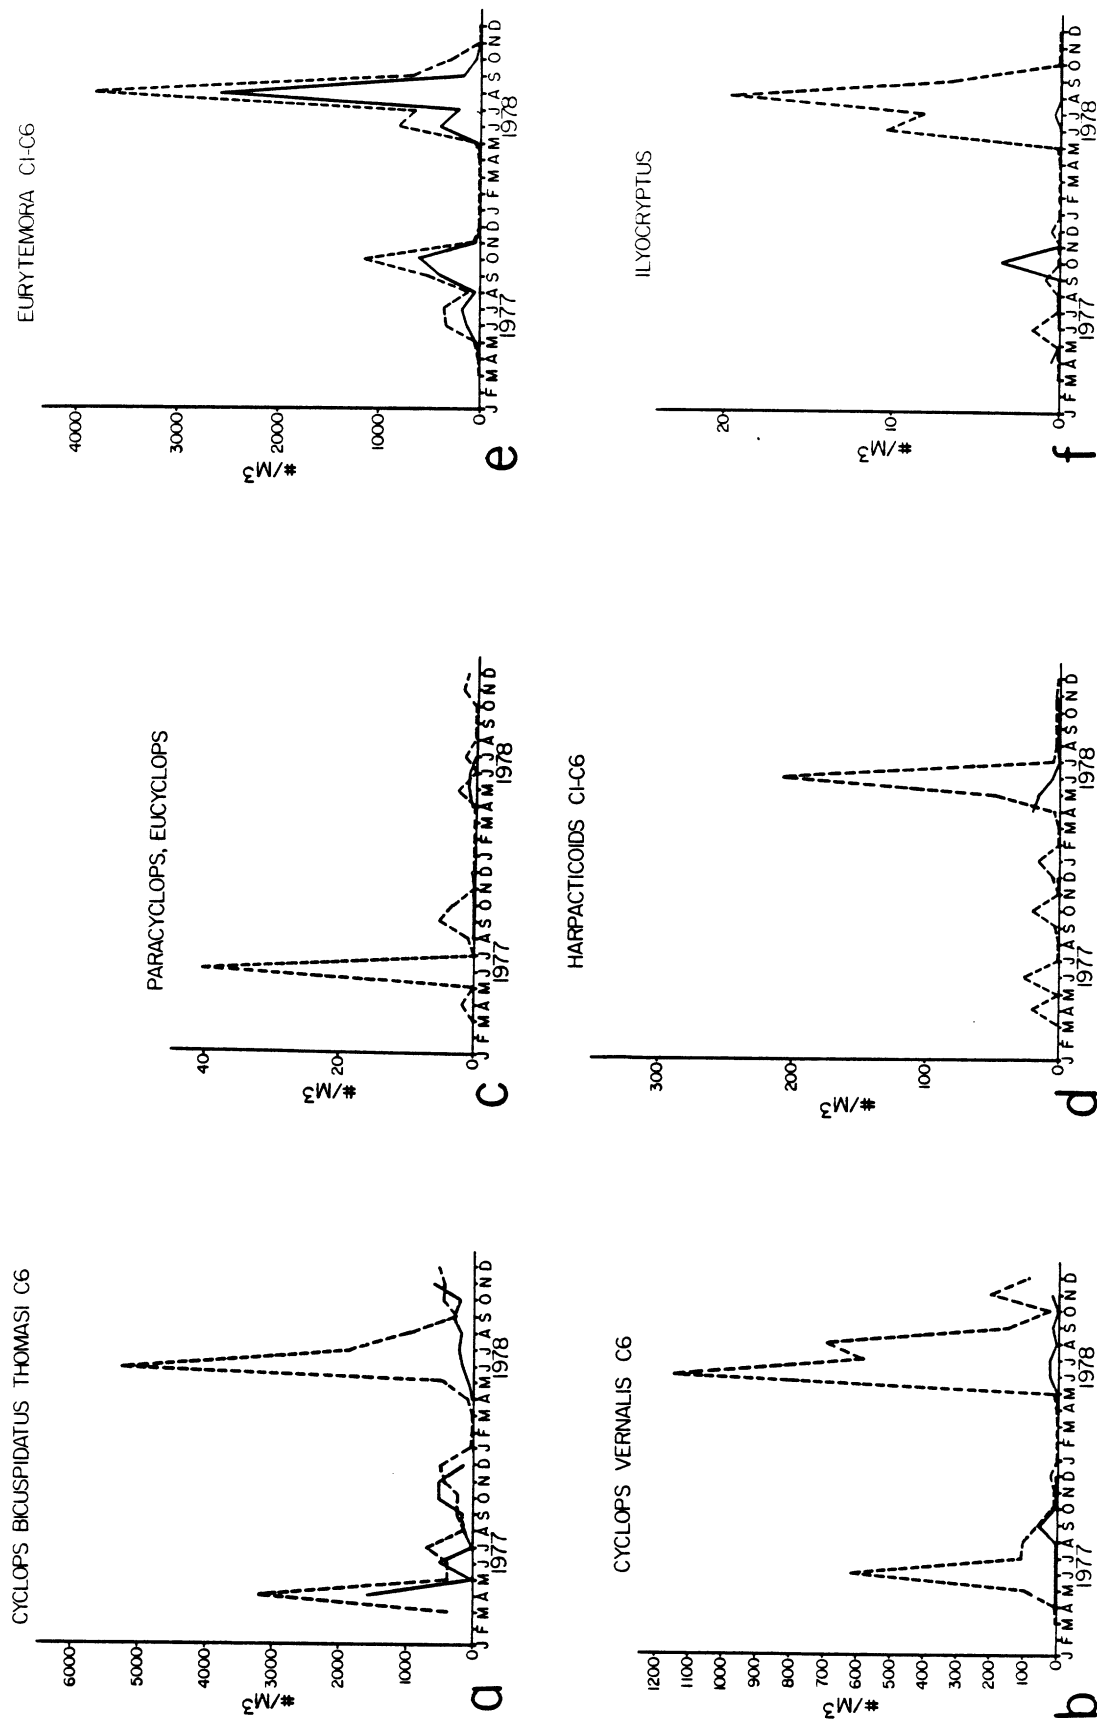 CYCLOPS BICUSPIDATUS THOMASI C6
6000
5000
4000
3000
2000
1000
0
#/M3
J F M A M J J A S O N D J F M A M J J A S O N D
1977 1978
a
CYCLOPS VERNALIS C6
1200
1100
1000
900
800
700
600
500
400
300
200
100
0
#/M3
J F M A M J J A S O N D J F M A M J J A S O N D
1977 1978
b
PARACYCLOPS, EUCYCLOPS
40
20
0
#/M3
J F M A M J J A S O N D J F M A M J J A S O N D
1977 1978
c
HARPACTICOIDS C1-C6
300
200
100
0
#/M3
J F M A M J J A S O N D J F M A M J J A S O N D
1977 1978
d
EURYTEMORA C1-C6
4000
3000
2000
1000
0
#/M3
J F M A M J J A S O N D J F M A M J J A S O N D
1977 1978
e
ILYOCRYPTUS
20
10
0
#/M3
J F M A M J J A S O N D J F M A M J J A S O N D
1977 1978
f